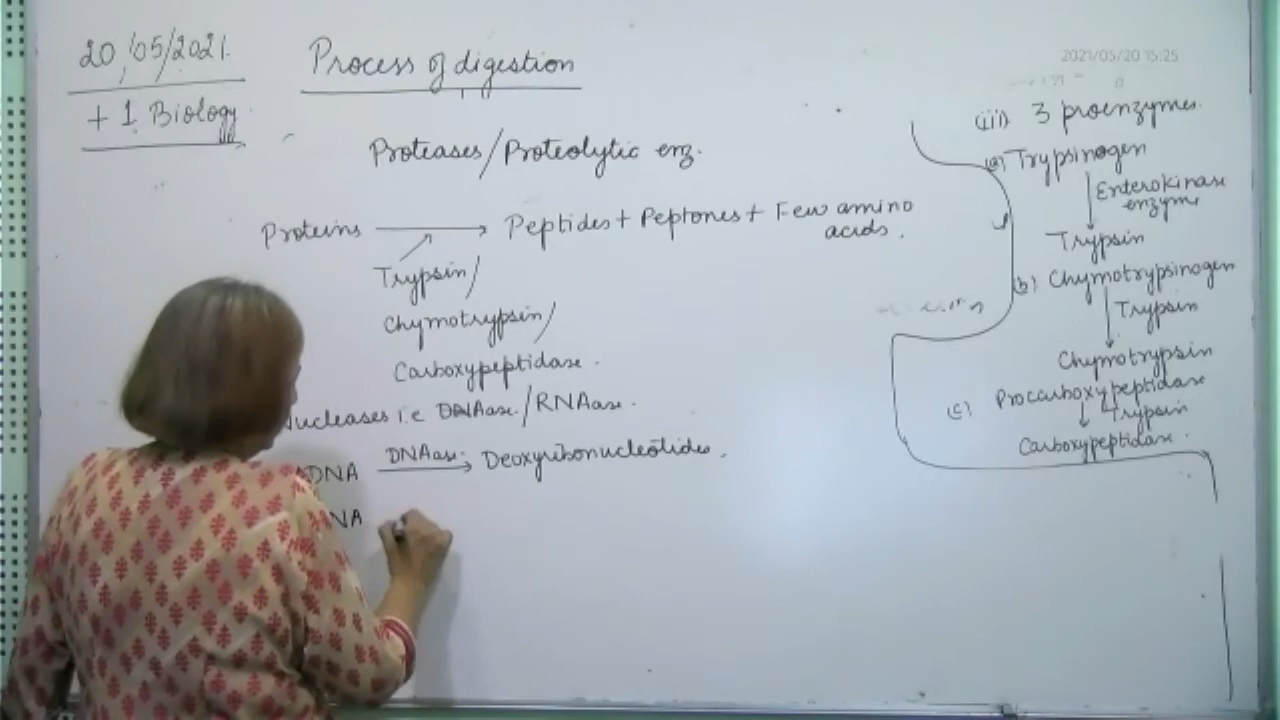 20/05/2021.
+1 Biology
Process of digestion
Proteases/Proteolytic enz.
Proteins → Peptides + Peptones + Few amino
acids.
Trypsin/
Chymotrypsin/
Carboxypeptidase.
Nucleases i.e DNAase/RNAase.
DNA DNAase → Deoxyribonucleotides.
NA
2021/05/20 15:25
(iii) 3 proenzymes.
(a) Trypsinogen
↓ Enterokinase
enzyme
Trypsin
(b) Chymotrypsinogen
↓ Trypsin
Chymotrypsin
(c) Proccarboxypeptidase
↓ Trypsin
Carboxypeptidase.